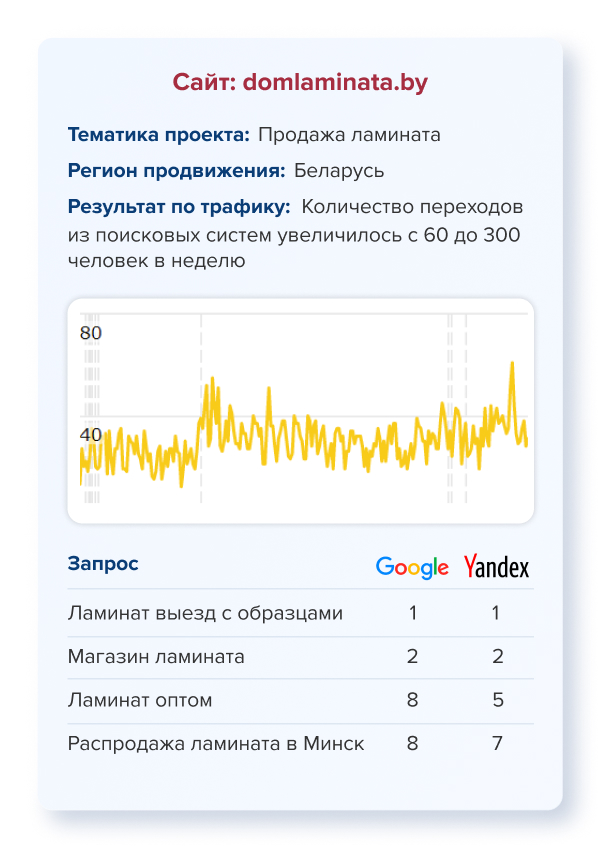 Сайт: domlaminata.by
Тематика проекта: Продажа ламината
Регион продвижения: Беларусь
Результат по трафику: Количество переходов
из поисковых систем увеличилось с 60 до 300
человек в неделю
80
40
Запрос Google Yandex
Ламинат выезд с образцами 1 1
Магазин ламината 2 2
Ламинат оптом 8 5
Распродажа ламината в Минск 8 7